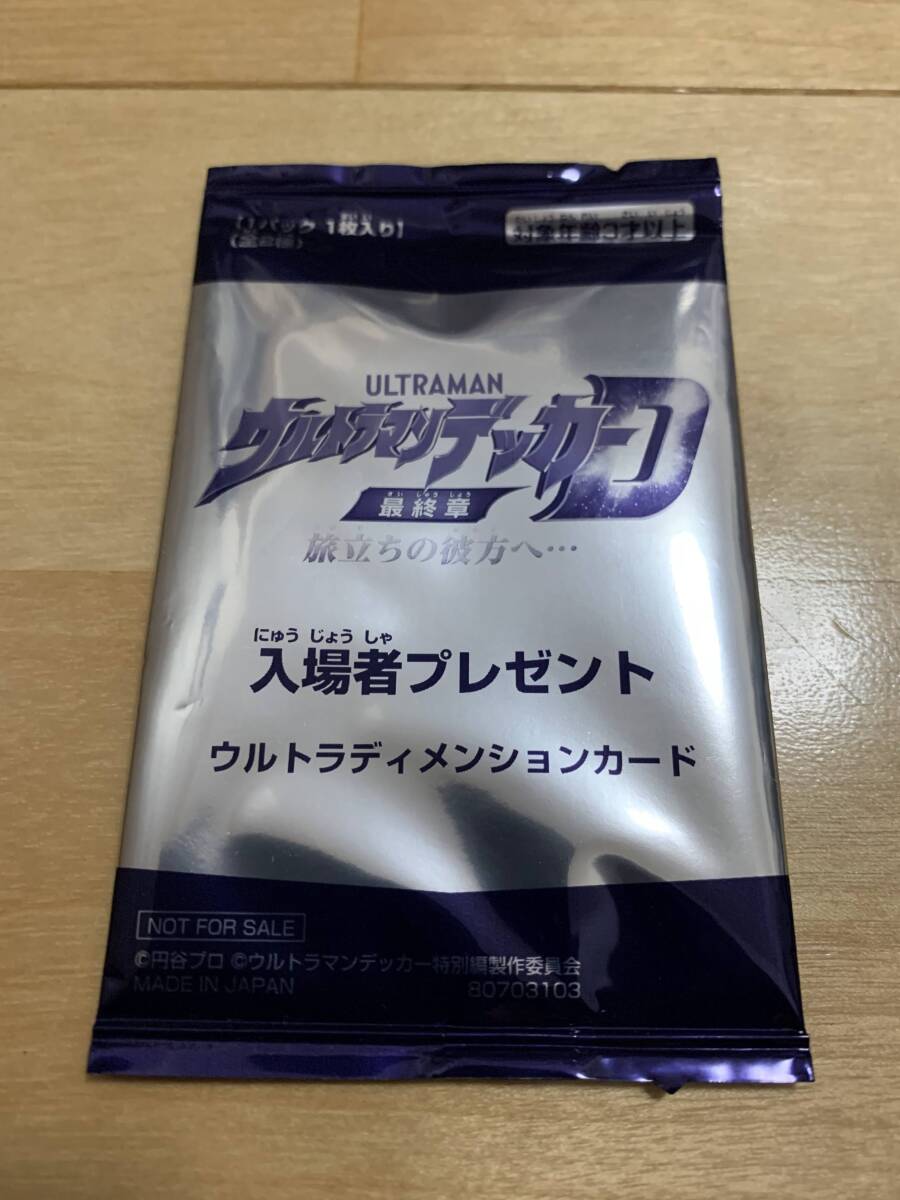 【1パック 1枚入り】
(全2種)
対象年齢3才以上
ULTRAMAN
ウルトラマンデッカー
最終章
旅立ちの彼方へ…
にゅう じょう しゃ
入場者プレゼント
ウルトラディメンションカード
NOT FOR SALE
©円谷プロ ©ウルトラマンデッカー特別編製作委員会
MADE IN JAPAN 80703103